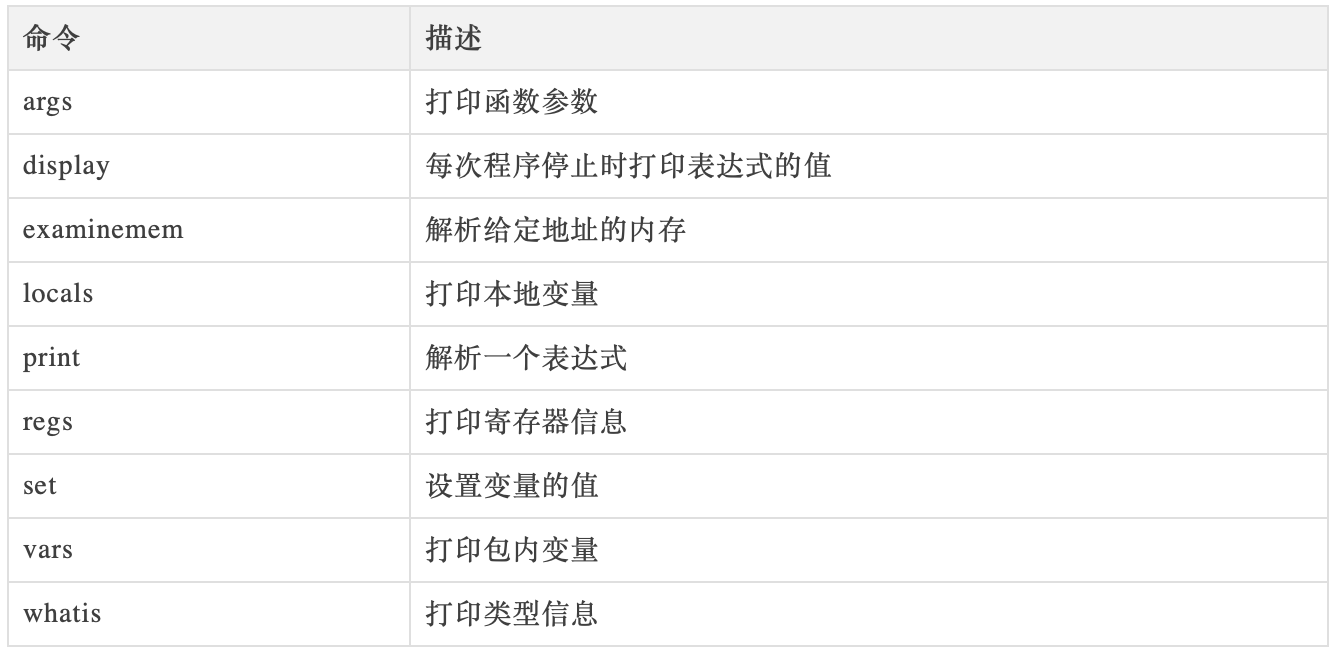 命令 描述
args 打印函数参数
display 每次程序停止时打印表达式的值
examinemem 解析给定地址的内存
locals 打印本地变量
print 解析一个表达式
regs 打印寄存器信息
set 设置变量的值
vars 打印包内变量
whatis 打印类型信息